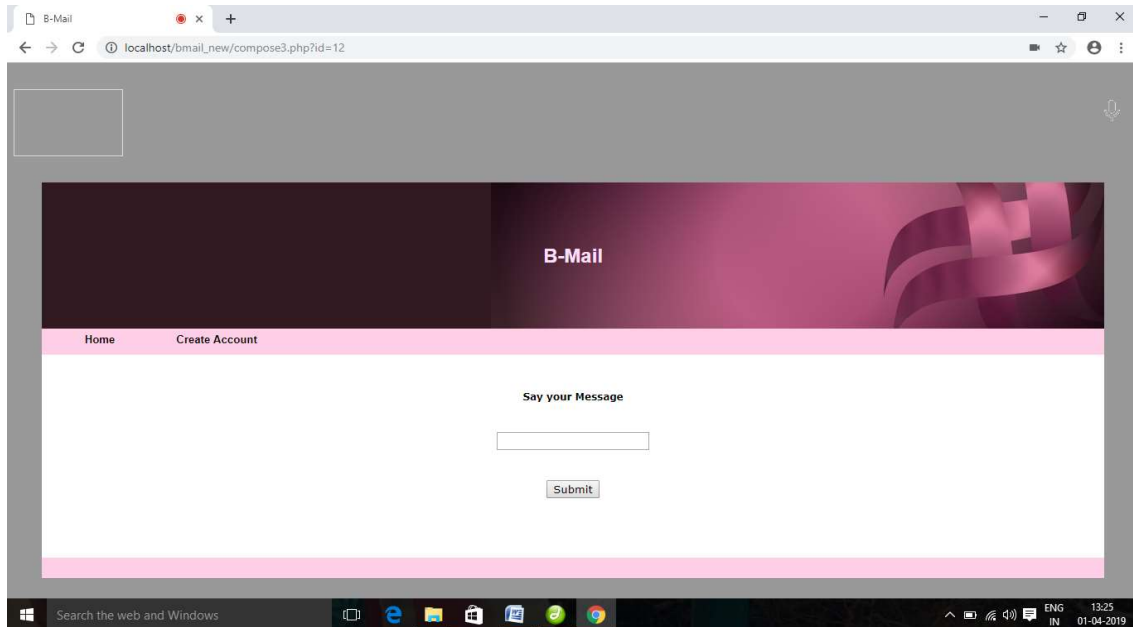 B-Mail
localhost/bmail_new/compose3.php?id=12
B-Mail
Home Create Account
Say your Message
Submit
Search the web and Windows
ENG 13:25
IN 01-04-2019